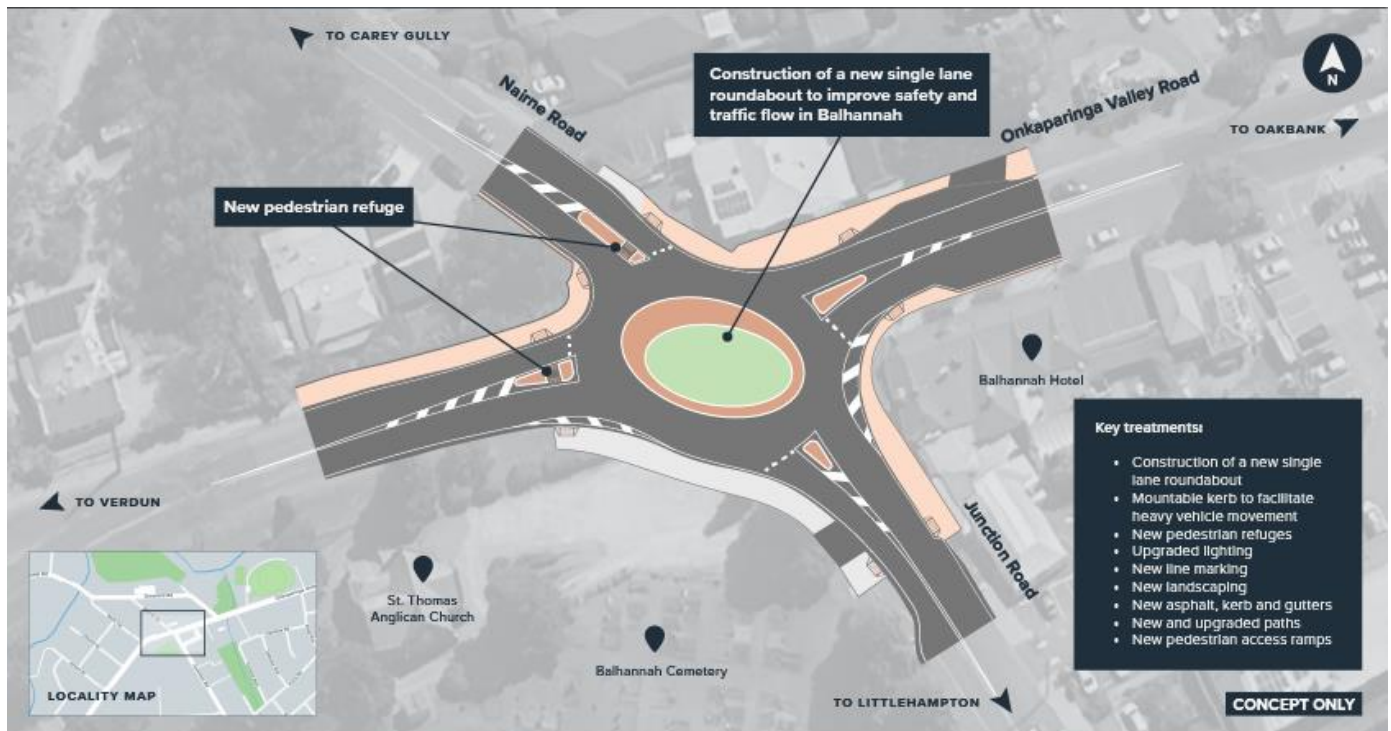 TO CAREY GULLY
Nairne Road
Construction of a new single lane
roundabout to improve safety and
traffic flow in Balhannah
N
Onkaparinga Valley Road
TO OAKBANK
New pedestrian refuge
Balhannah Hotel
Key treatments:
• Construction of a new single
lane roundabout
• Mountable kerb to facilitate
heavy vehicle movement
• New pedestrian refuges
• Upgraded lighting
• New line marking
• New landscaping
• New asphalt, kerb and gutters
• New and upgraded paths
• New pedestrian access ramps
TO VERDUN
Junction Road
St. Thomas
Anglican Church
Balhannah Cemetery
LOCALITY MAP
TO LITTLEHAMPTON
CONCEPT ONLY